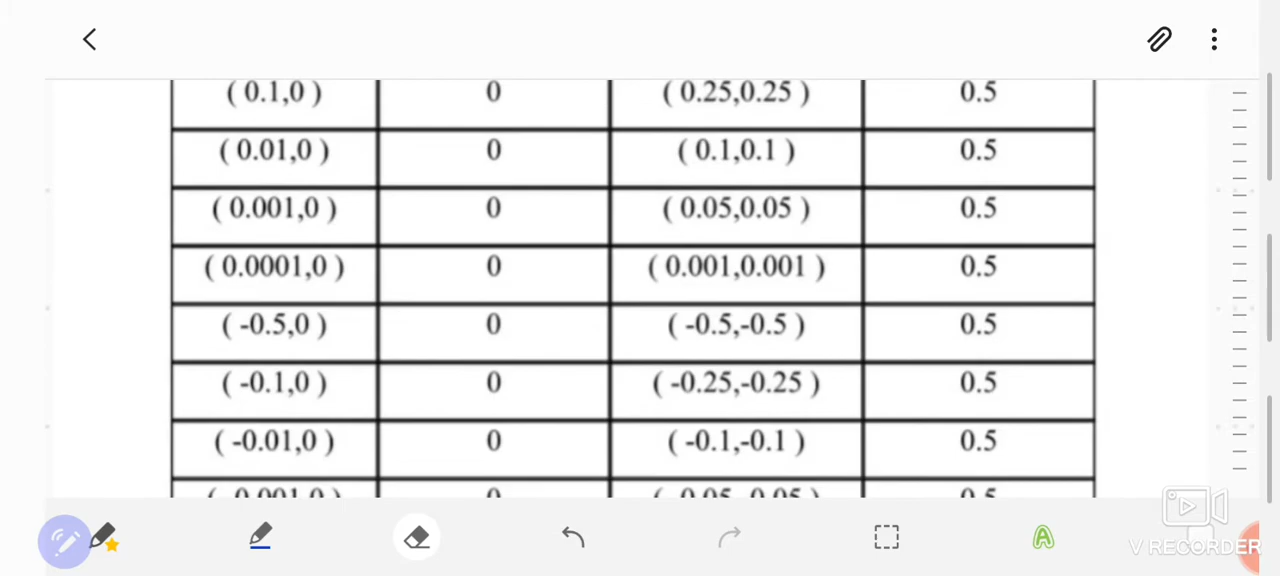 ( 0.1,0 ) 0 ( 0.25,0.25 ) 0.5
( 0.01,0 ) 0 ( 0.1,0.1 ) 0.5
( 0.001,0 ) 0 ( 0.05,0.05 ) 0.5
( 0.0001,0 ) 0 ( 0.001,0.001 ) 0.5
( -0.5,0 ) 0 ( -0.5,-0.5 ) 0.5
( -0.1,0 ) 0 ( -0.25,-0.25 ) 0.5
( -0.01,0 ) 0 ( -0.1,-0.1 ) 0.5
A
V RECORDER